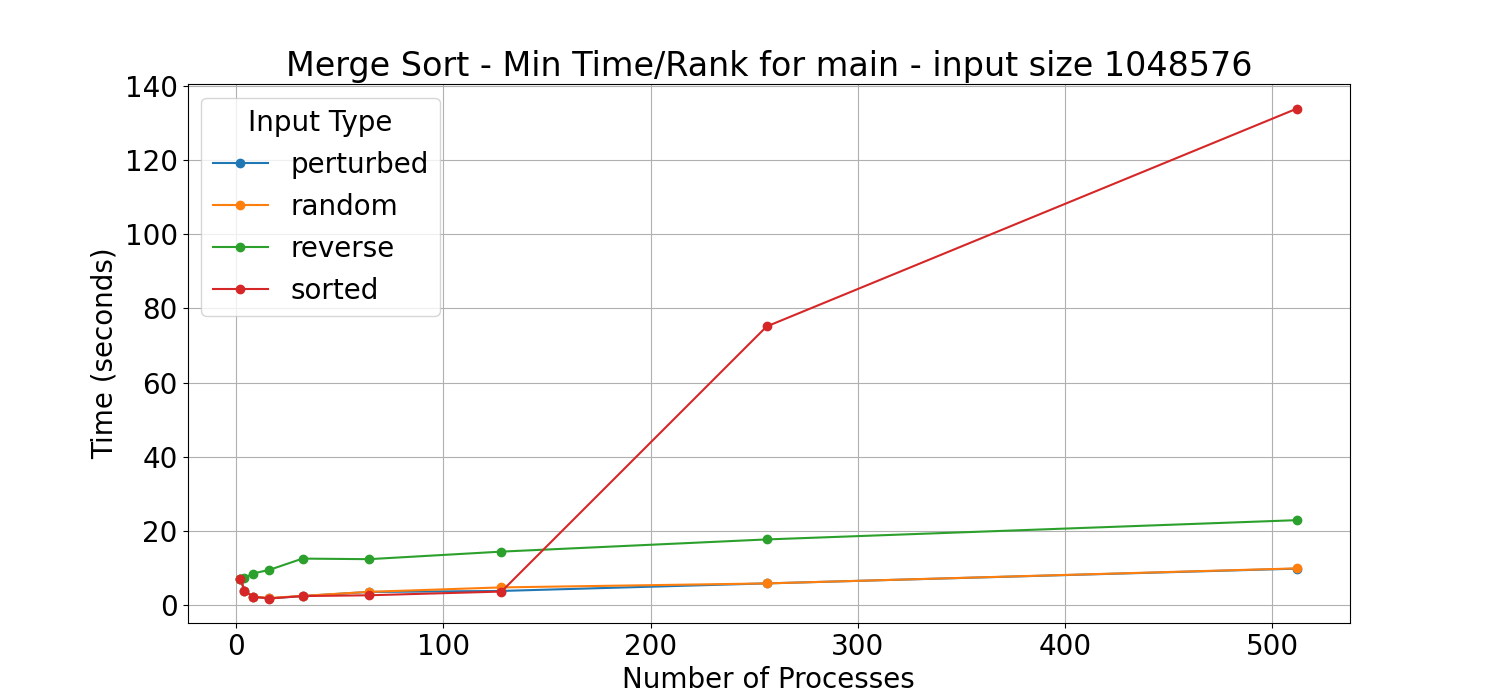 Merge Sort - Min Time/Rank for main - input size 1048576
140
120
100
80
60
40
20
0
Time (seconds)
Input Type
perturbed
random
reverse
sorted
0
100
200
300
400
500
Number of Processes